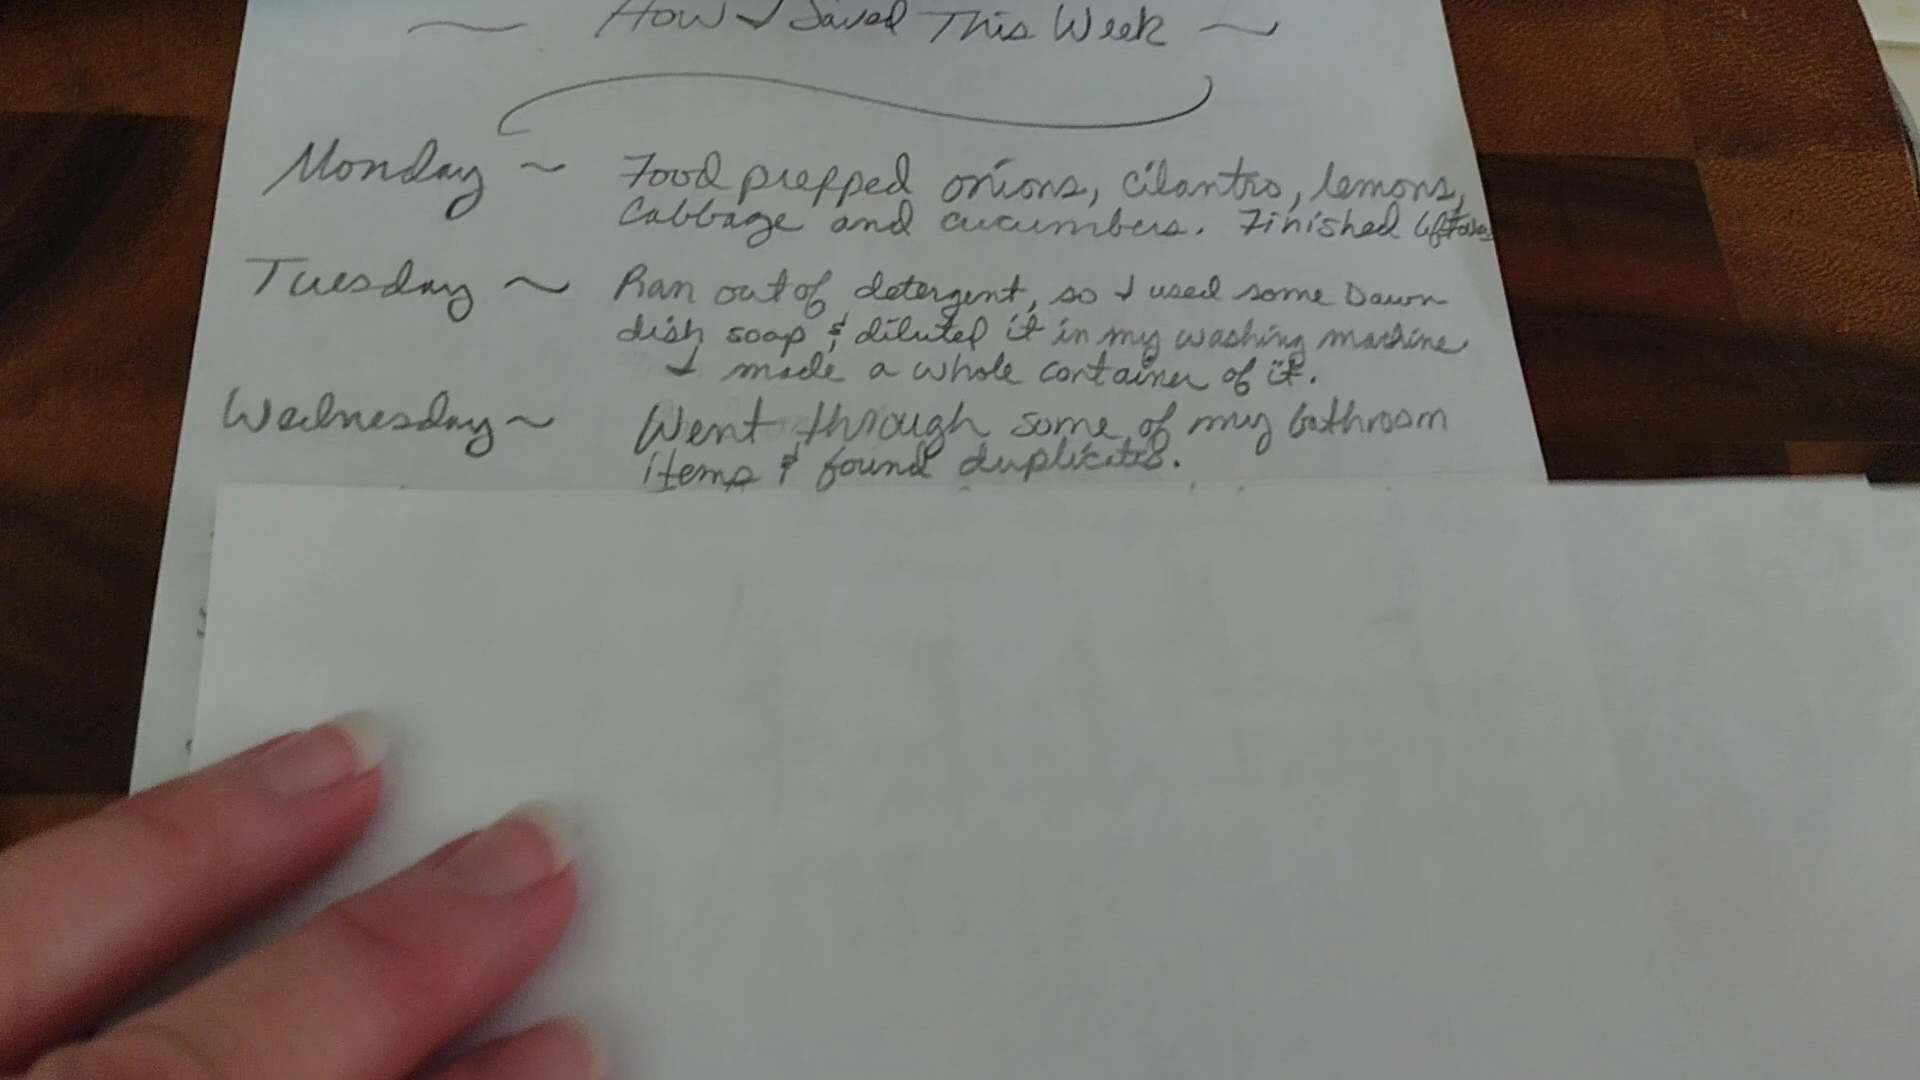 ~ How I Saved This Week ~
Monday ~ Food prepped onions, cilantro, lemons,
Cabbage and cucumbers. Finished leftovers
Tuesday ~ Ran out of detergent, so I used some Dawn
dish soap & diluted it in my washing machine
I made a whole container of it.
Wednesday ~ Went through some of my bathroom
items & found duplicates.